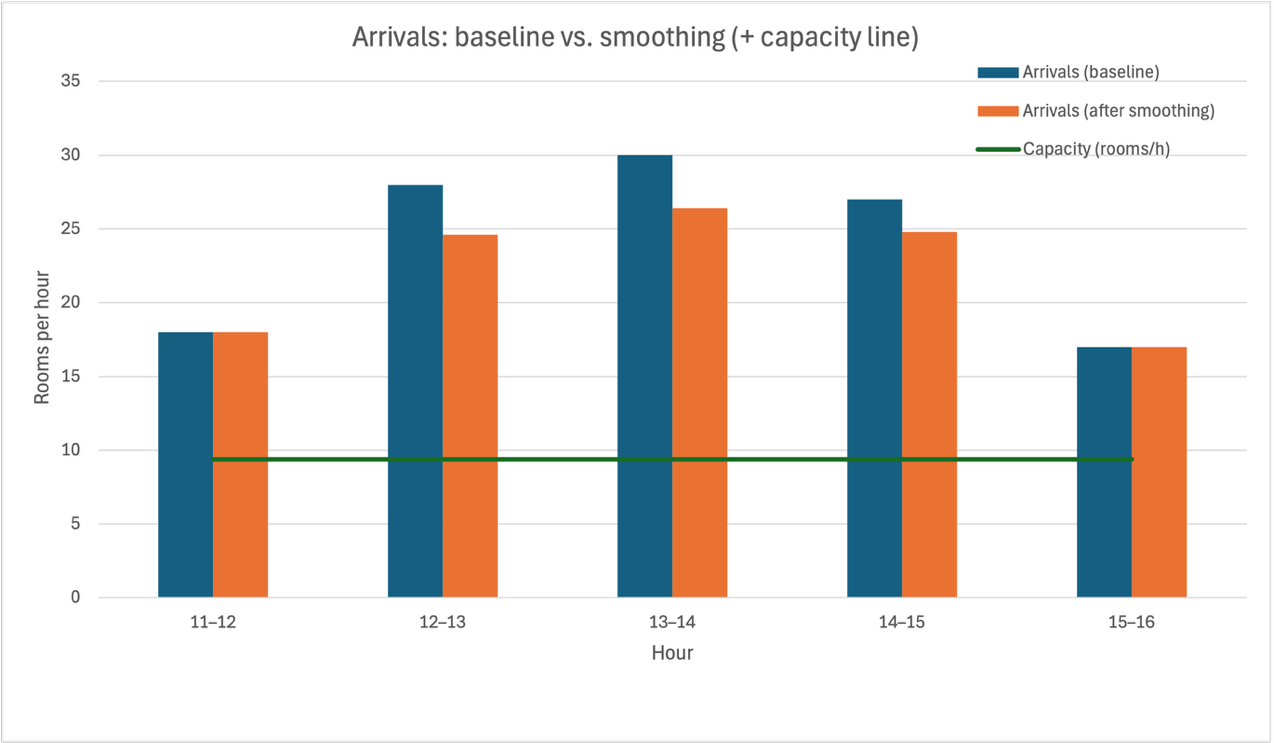 Arrivals: baseline vs. smoothing (+ capacity line)
Arrivals (baseline)
Arrivals (after smoothing)
Capacity (rooms/h)
Rooms per hour
35
30
25
20
15
10
5
0
11–12 12–13 13–14 14–15 15–16
Hour